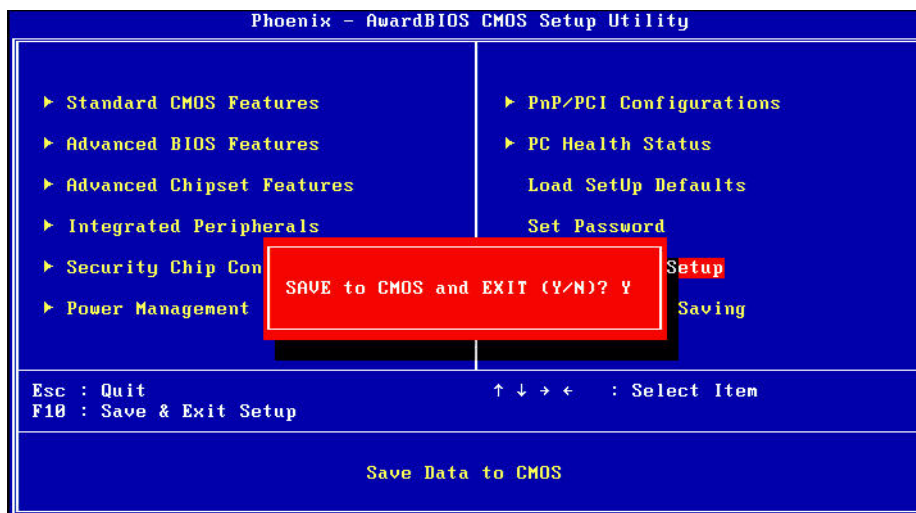 Phoenix - AwardBIOS CMOS Setup Utility
► Standard CMOS Features
► Advanced BIOS Features
► Advanced Chipset Features
► Integrated Peripherals
► Security Chip Con
► Power Management
► PnP/PCI Configurations
► PC Health Status
Load SetUp Defaults
Set Password
Setup
Saving
SAVE to CMOS and EXIT (Y/N)? Y
Esc : Quit
F10 : Save & Exit Setup
↑ ↓ → ← : Select Item
Save Data to CMOS